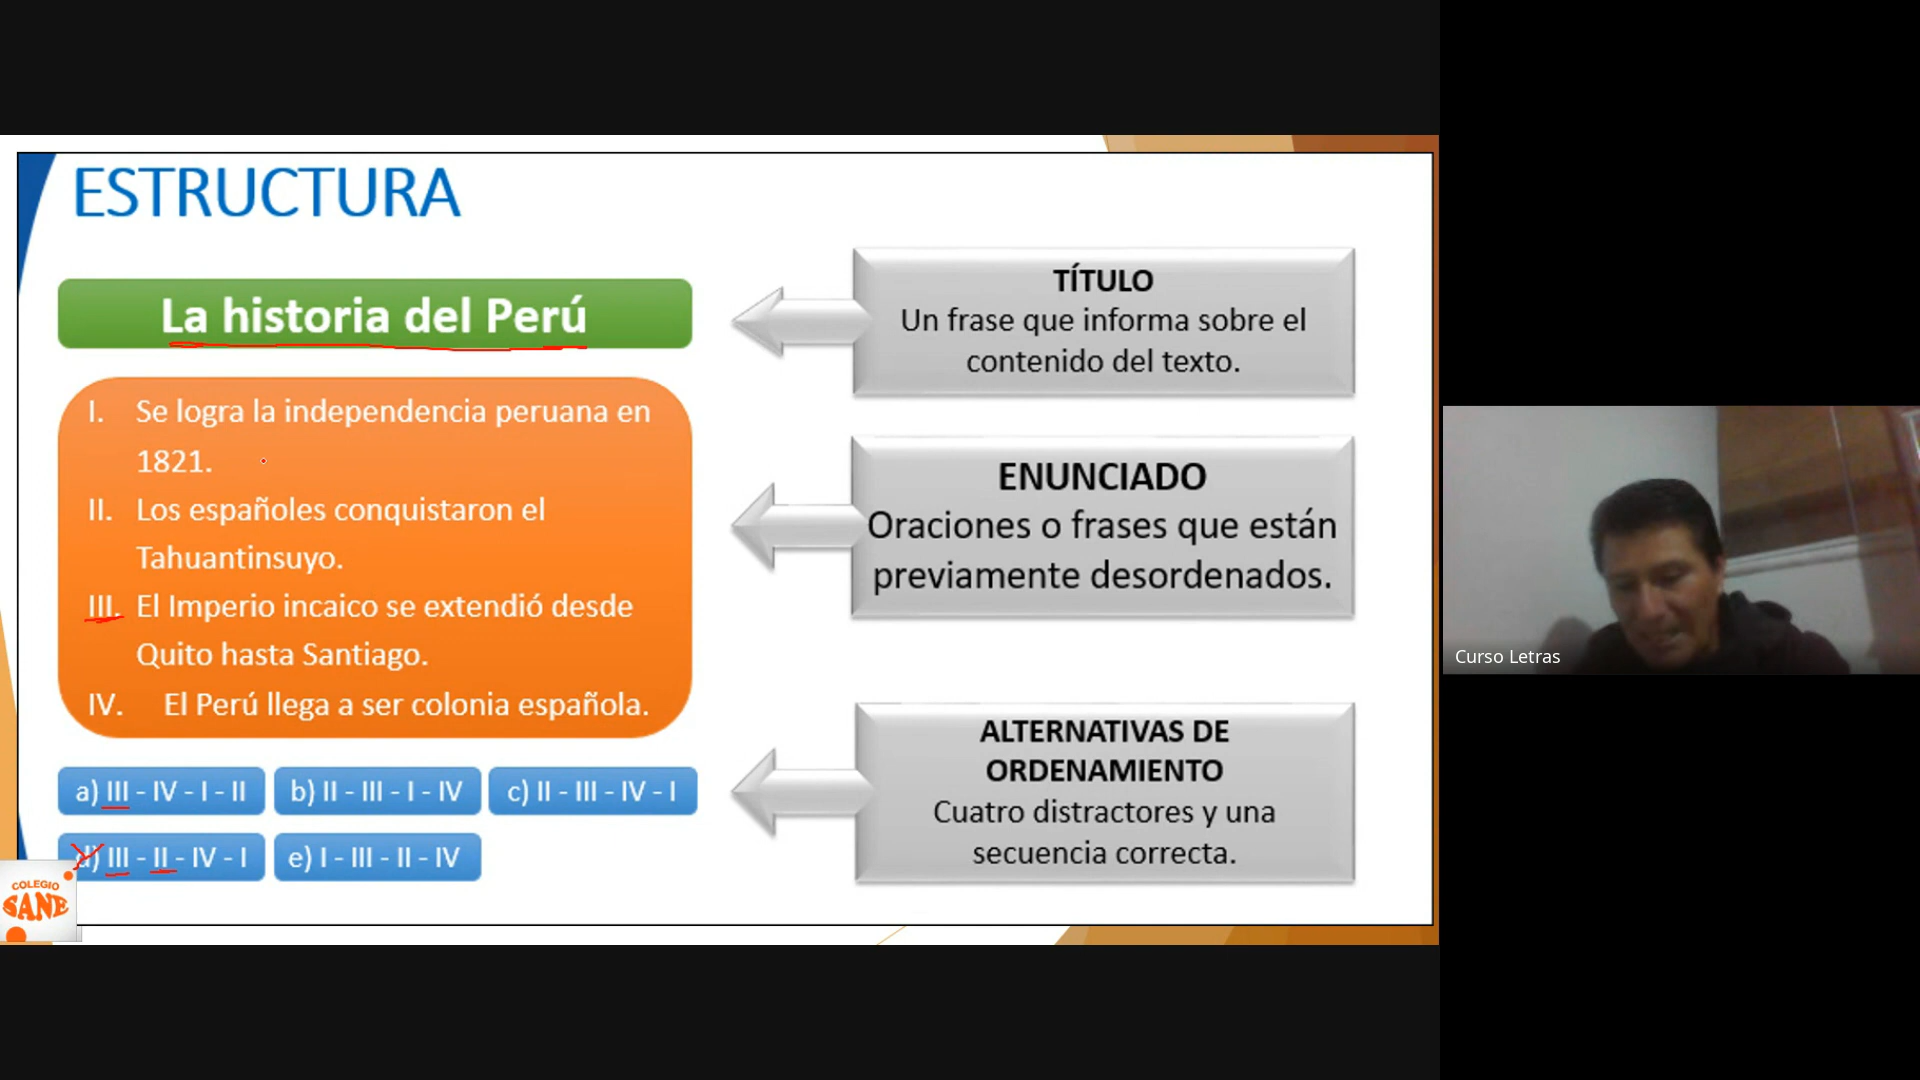 ESTRUCTURA
La historia del Perú
I. Se logra la independencia peruana en
1821.
II. Los españoles conquistaron el
Tahuantinsuyo.
III. El Imperio incaico se extendió desde
Quito hasta Santiago.
IV. El Perú llega a ser colonia española.
a) III - IV - I - II
b) II - III - I - IV
c) II - III - IV - I
d) III - II - IV - I
e) I - III - II - IV
TÍTULO
Un frase que informa sobre el
contenido del texto.
ENUNCIADO
Oraciones o frases que están
previamente desordenados.
ALTERNATIVAS DE
ORDENAMIENTO
Cuatro distractores y una
secuencia correcta.
COLEGIO
SANE
Curso Letras